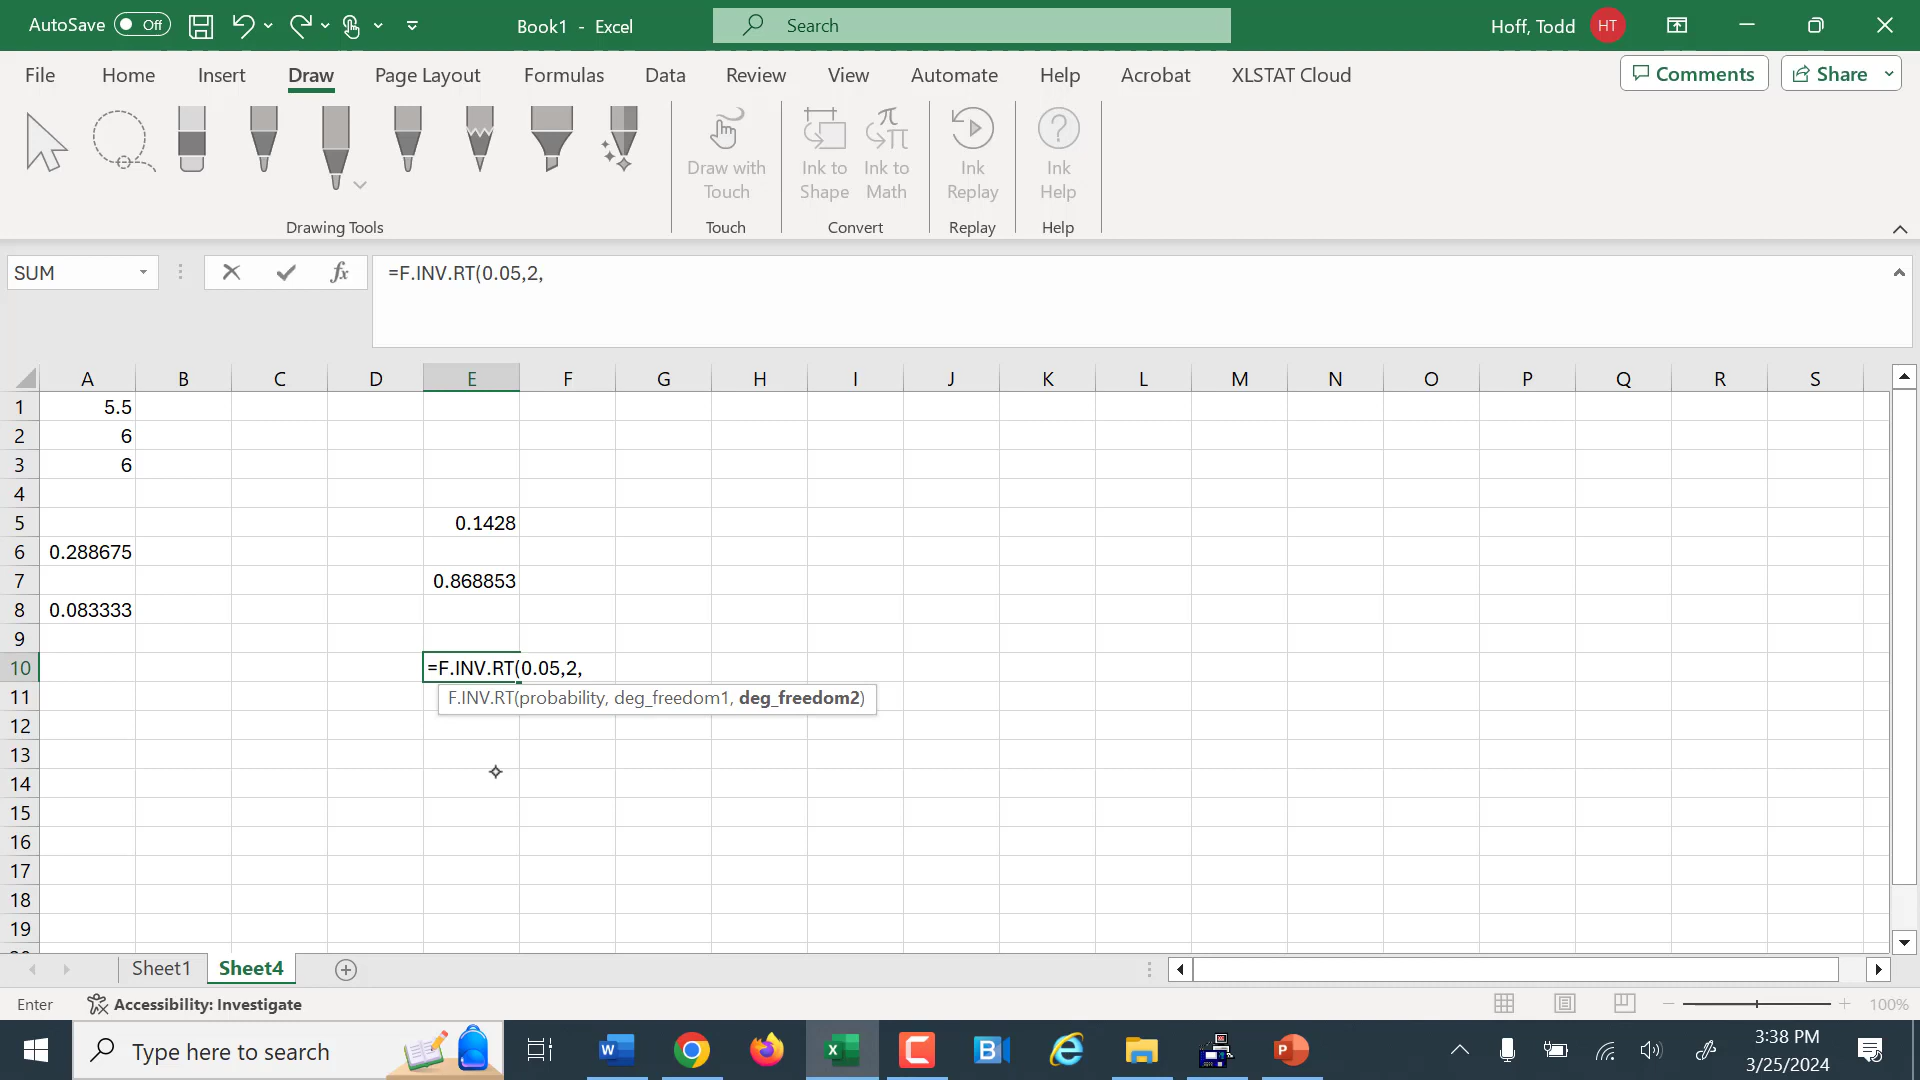 AutoSave Off Book1 - Excel Search Hoff, Todd HT
File Home Insert Draw Page Layout Formulas Data Review View Automate Help Acrobat XLSTAT Cloud Comments Share
Draw with Touch
Ink to Shape
Ink to Math
Ink Replay
Ink Help
Drawing Tools Touch Convert Replay Help
SUM fx =F.INV.RT(0.05,2,
A B C D E F G H I J K L M N O P Q R S
1 5.5
2 6
3 6
4
5 0.1428
6 0.288675
7 0.868853
8 0.083333
9
10 =F.INV.RT(0.05,2,
11 F.INV.RT(probability, deg_freedom1, deg_freedom2)
12
13
14
15
16
17
18
19
Sheet1 Sheet4
Enter Accessibility: Investigate 100%
Type here to search
3:38 PM
3/25/2024